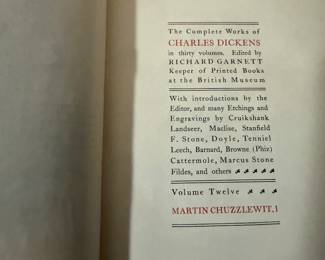 The Complete Works of
CHARLES DICKENS
in thirty volumes. Edited by
RICHARD GARNETT
Keeper of Printed Books
at the British Museum
With introductions by the
Editor, and many Etchings and
Engravings by Cruikshank
Landseer, Maclise, Stanfield
F. Stone, Doyle, Tenniel
Leech, Barnard, Browne (Phiz)
Cattermole, Marcus Stone
Fildes, and others
Volume Twelve
MARTIN CHUZZLEWIT, I